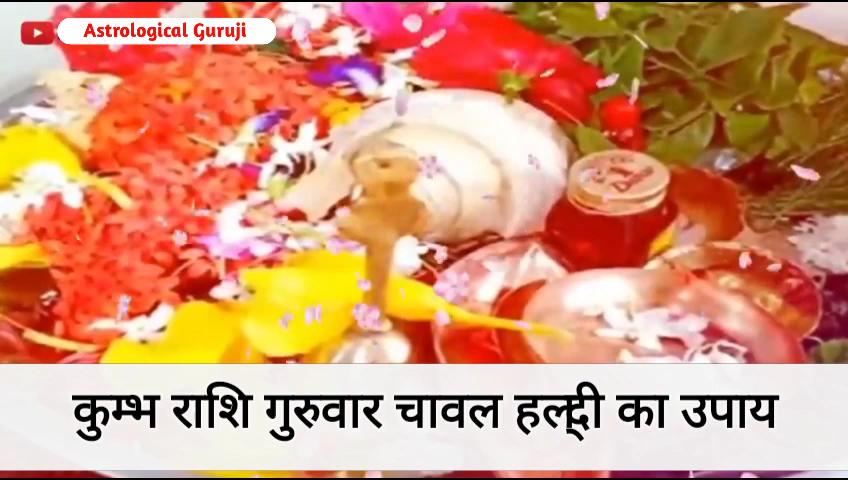 Astrological Guruji
कुम्भ राशि गुरुवार चावल हल्द्दी का उपाय